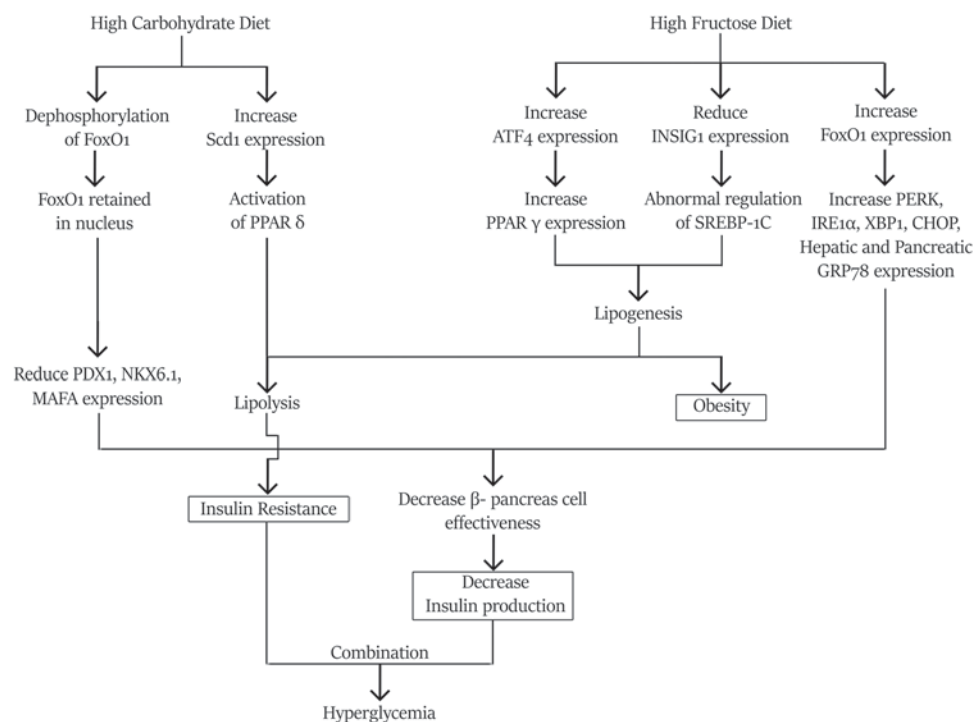 High Carbohydrate Diet
High Fructose Diet
Dephosphorylation
of FoxO1
Increase
Scd1 expression
Increase
ATF4 expression
Reduce
INSIG1 expression
Increase
FoxO1 expression
FoxO1 retained
in nucleus
Activation
of PPAR δ
Increase
PPAR γ expression
Abnormal regulation
of SREBP-1C
Increase PERK,
IRE1α, XBP1, CHOP,
Hepatic and Pancreatic
GRP78 expression
Lipogenesis
Reduce PDX1, NKX6.1,
MAFA expression
Lipolysis
Obesity
Insulin Resistance
Decrease β- pancreas cell
effectiveness
Decrease
Insulin production
Combination
Hyperglycemia